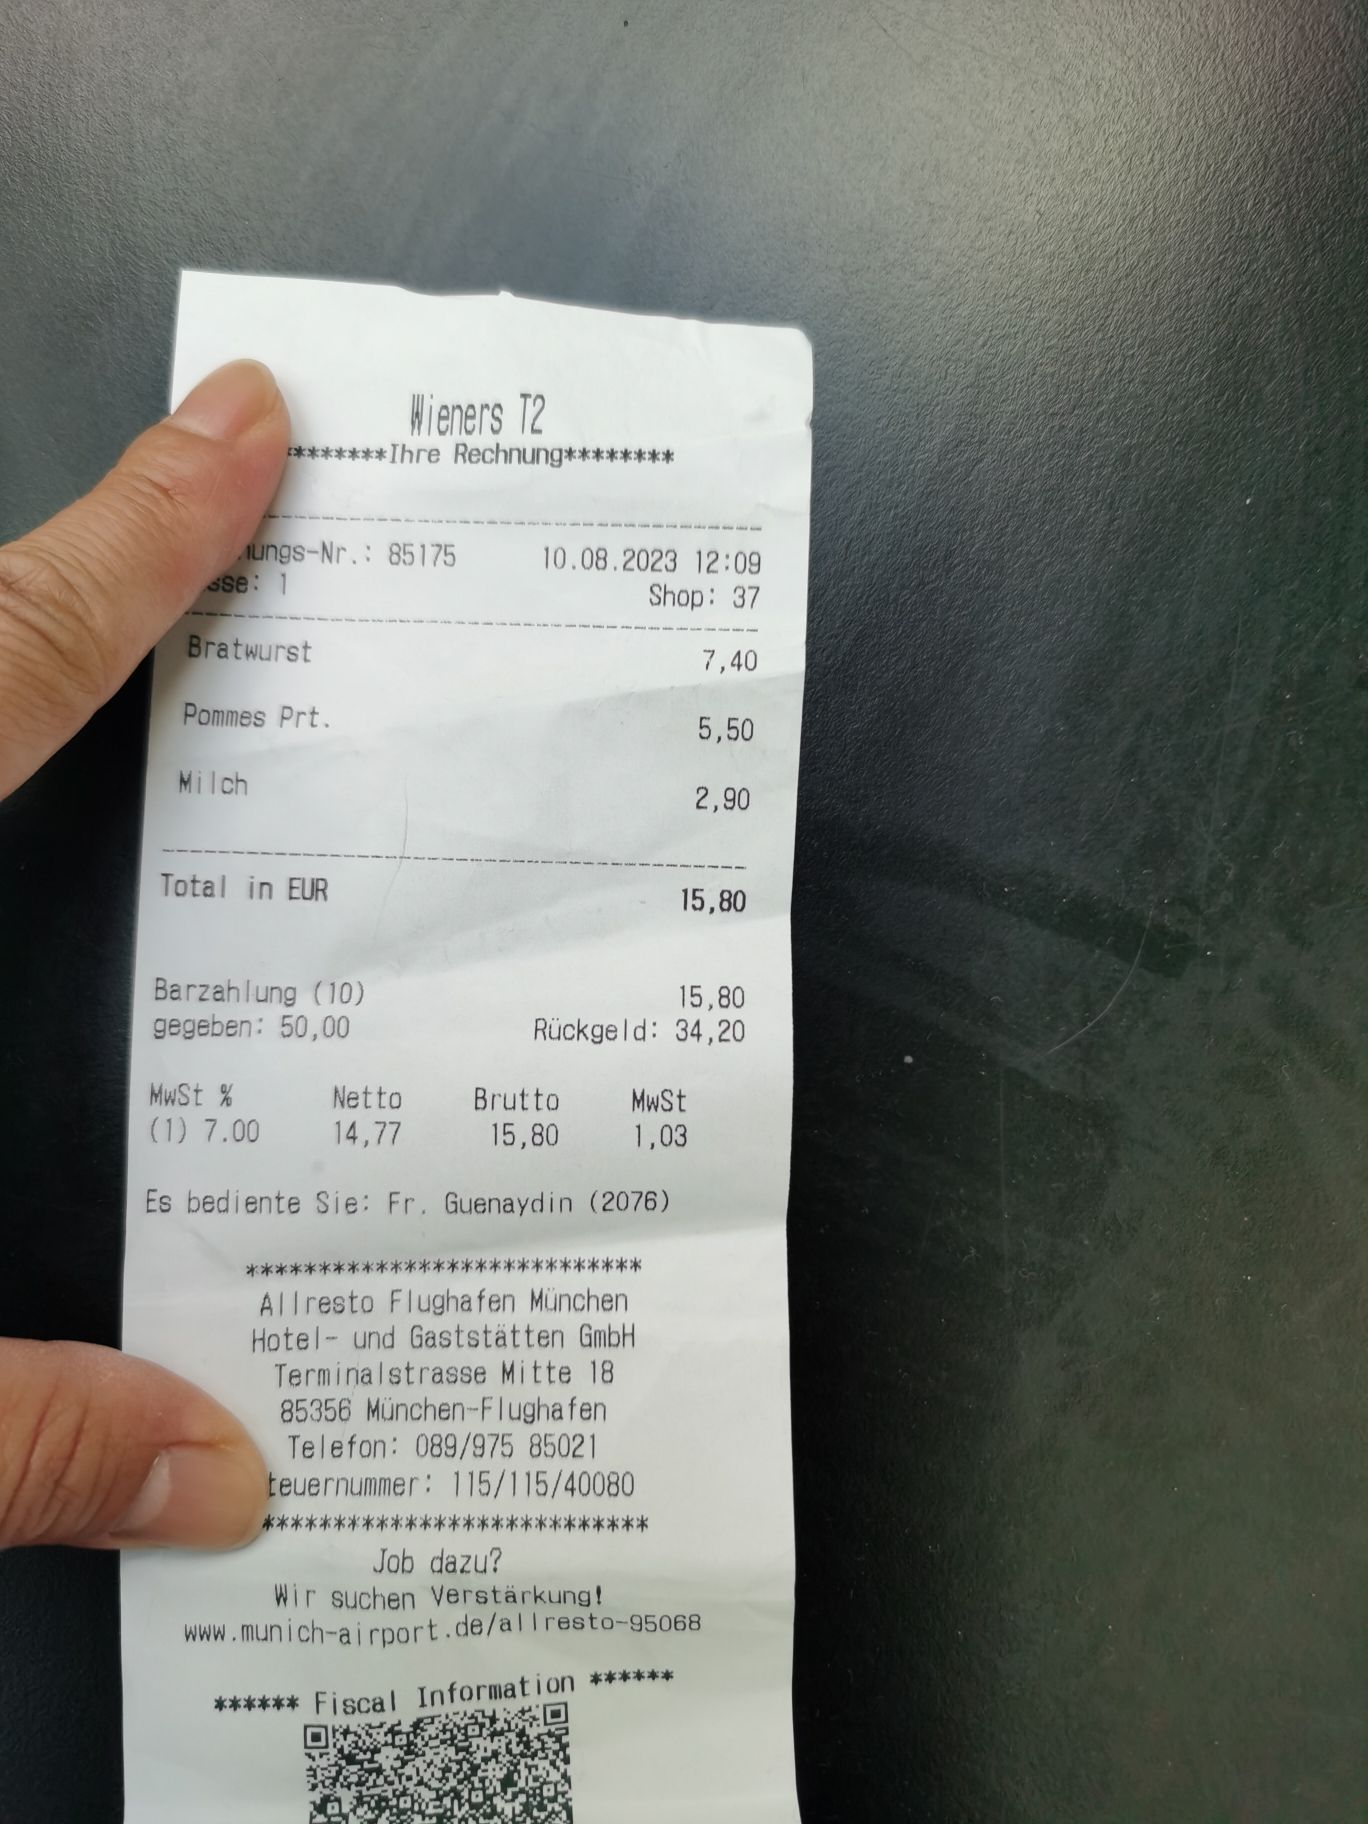 Wieners T2
********Ihre Rechnung********
ungs-Nr.: 85175 10.08.2023 12:09
sse: 1 Shop: 37
Bratwurst 7,40
Pommes Prt. 5,50
Milch 2,90
Total in EUR 15,80
Barzahlung (10) 15,80
gegeben: 50,00 Rückgeld: 34,20
MwSt % Netto Brutto MwSt
(1) 7.00 14,77 15,80 1,03
Es bediente Sie: Fr. Guenaydin (2076)
****************************
Allresto Flughafen München
Hotel- und Gaststätten GmbH
Terminalstrasse Mitte 18
85356 München-Flughafen
Telefon: 089/975 85021
teuernummer: 115/115/40080
****************************
Job dazu?
Wir suchen Verstärkung!
www.munich-airport.de/allresto-95068
****** Fiscal Information ******